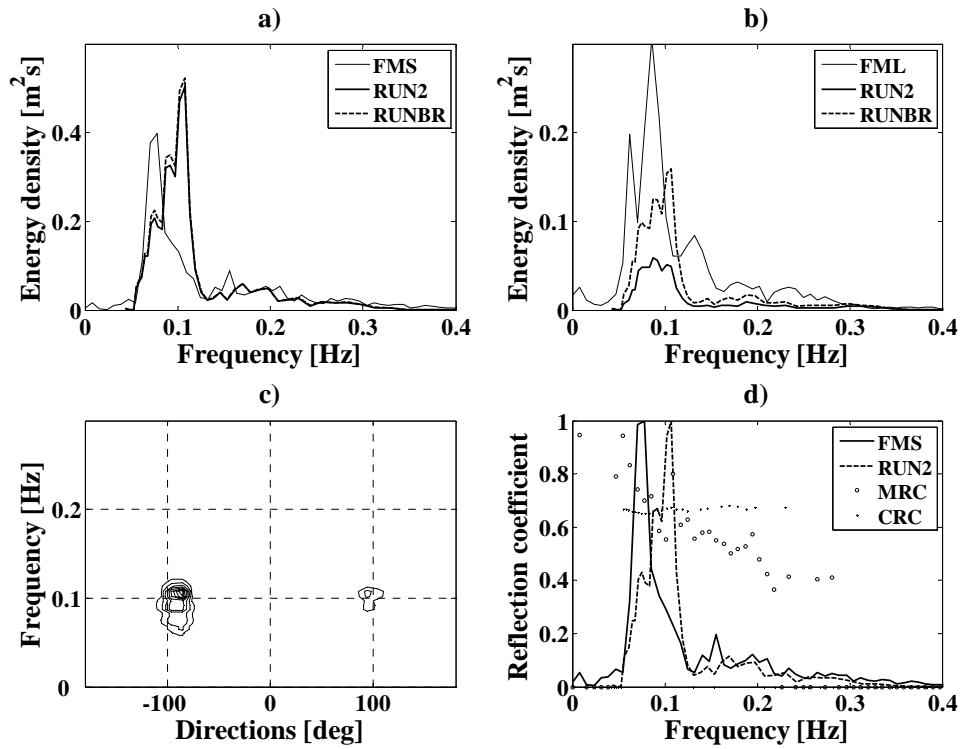 a)
Energy density [m²s]
0.4
0.2
0
0 0.1 0.2 0.3 0.4
Frequency [Hz]
FMS
RUN2
RUNBR
b)
Energy density [m²s]
0.2
0.1
0
0 0.1 0.2 0.3 0.4
Frequency [Hz]
FML
RUN2
RUNBR
c)
Frequency [Hz]
0.2
0.1
0
-100 0 100
Directions [deg]
d)
Reflection coefficient
1
0.8
0.6
0.4
0.2
0
0 0.1 0.2 0.3 0.4
Frequency [Hz]
FMS
RUN2
MRC
CRC